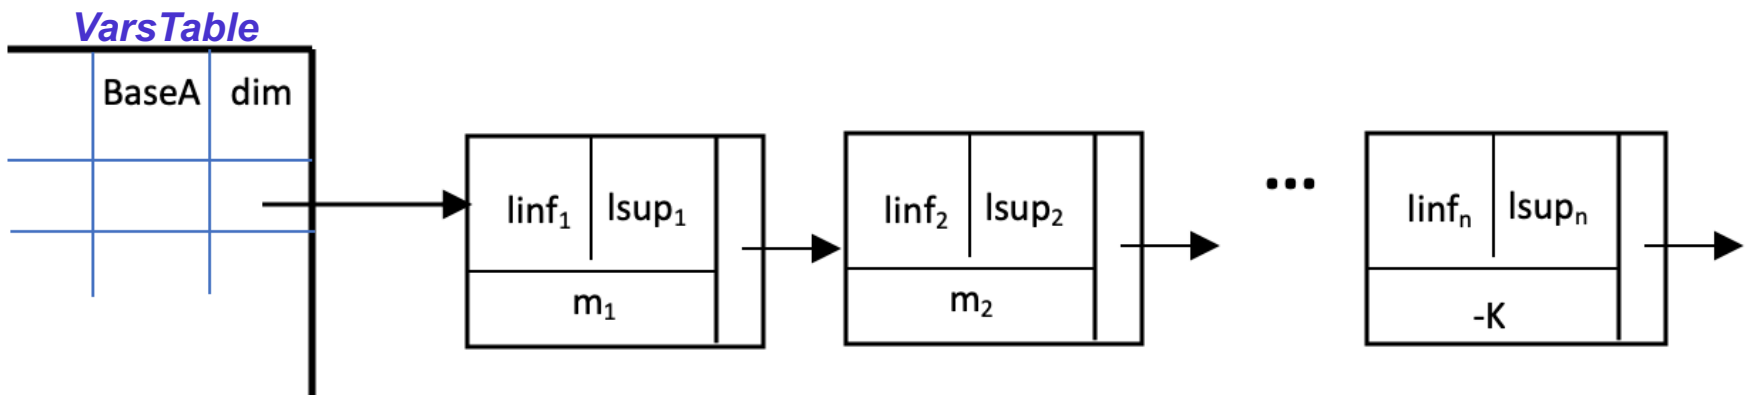 VarsTable
BaseA dim
linf₁ lsup₁
m₁
linf₂ lsup₂
m₂
...
linfₙ lsupₙ
-K